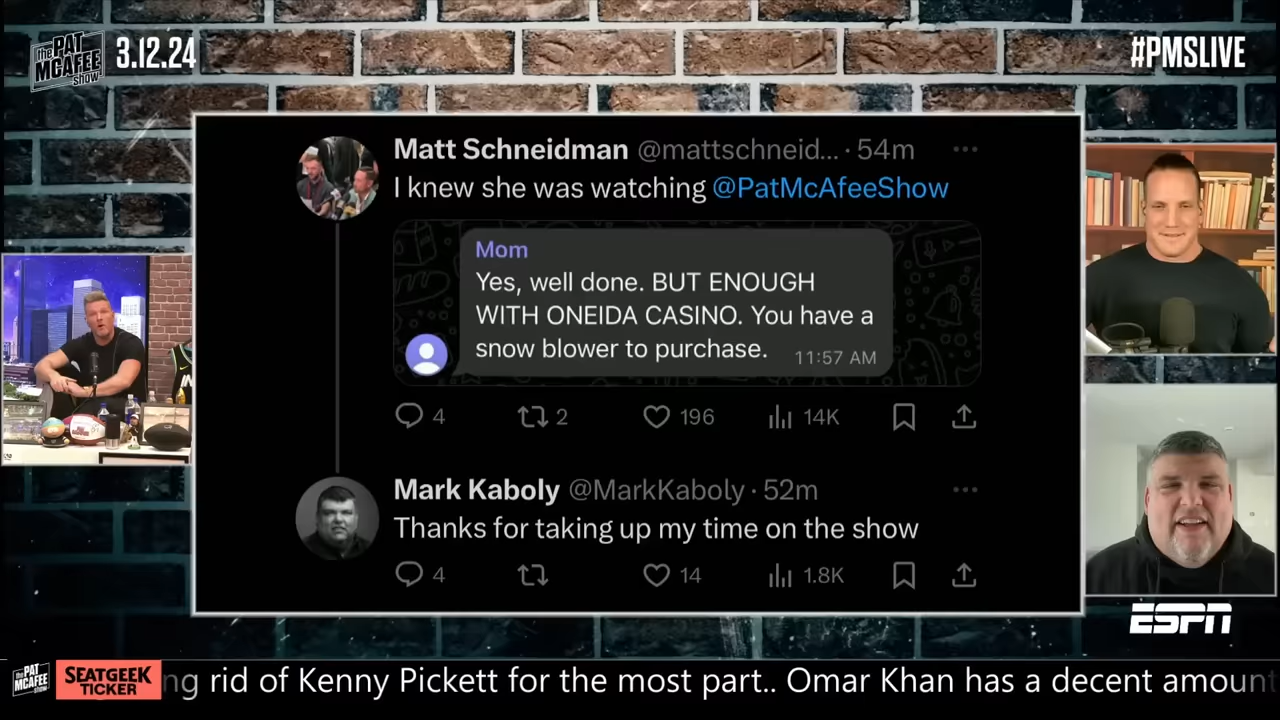 the PAT MCAFEE show
3.12.24
#PMSLIVE
Matt Schneidman @mattschneid... · 54m
I knew she was watching @PatMcAfeeShow
Mom
Yes, well done. BUT ENOUGH
WITH ONEIDA CASINO. You have a
snow blower to purchase. 11:57 AM
4 2 196 14K
Mark Kaboly @MarkKaboly · 52m
Thanks for taking up my time on the show
4 14 1.8K
ESPN
the PAT MCAFEE show
SEATGEEK
TICKER
ng rid of Kenny Pickett for the most part.. Omar Khan has a decent amount